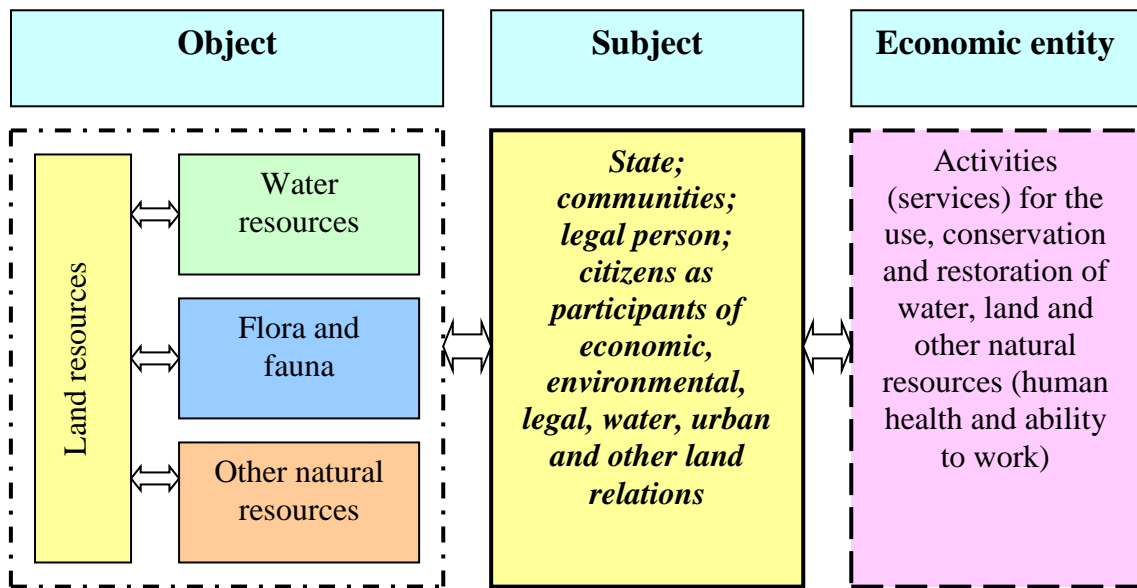 Object
Subject
Economic entity
Land resources
Water
resources
Flora and
fauna
Other natural
resources
State;
communities;
legal person;
citizens as
participants of
economic,
environmental,
legal, water, urban
and other land
relations
Activities
(services) for the
use, conservation
and restoration of
water, land and
other natural
resources (human
health and ability
to work)